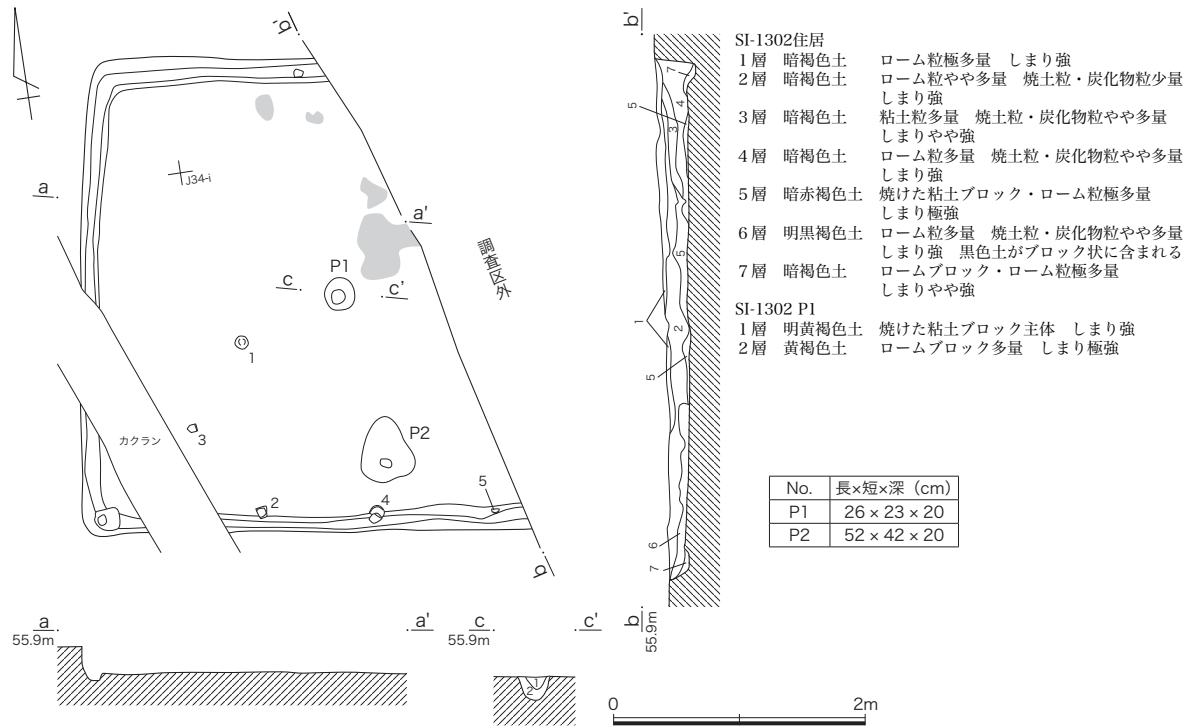 b'
J34-i
a
a'
調査区外
P1
c
c'
1
カクラン
3
P2
2
4
5
b
a
55.9m
a'
c
55.9m
c'
1
2
b'
7
5
4
3
5
1
2
5
6
7
b
55.9m
SI-1302住居
1層 暗褐色土 ローム粒極多量 しまり強
2層 暗褐色土 ローム粒やや多量 焼土粒・炭化物粒少量
しまり強
3層 暗褐色土 粘土粒多量 焼土粒・炭化物粒やや多量
しまりやや強
4層 暗褐色土 ローム粒多量 焼土粒・炭化物粒やや多量
しまり強
5層 暗赤褐色土 焼けた粘土ブロック・ローム粒極多量
しまり極強
6層 明黒褐色土 ローム粒多量 焼土粒・炭化物粒やや多量
しまり強 黒色土がブロック状に含まれる
7層 暗褐色土 ロームブロック・ローム粒極多量
しまりやや強
SI-1302 P1
1層 明黄褐色土 焼けた粘土ブロック主体 しまり強
2層 黄褐色土 ロームブロック多量 しまり極強
No. 長×短×深（cm）
P1 26 × 23 × 20
P2 52 × 42 × 20
0 2m